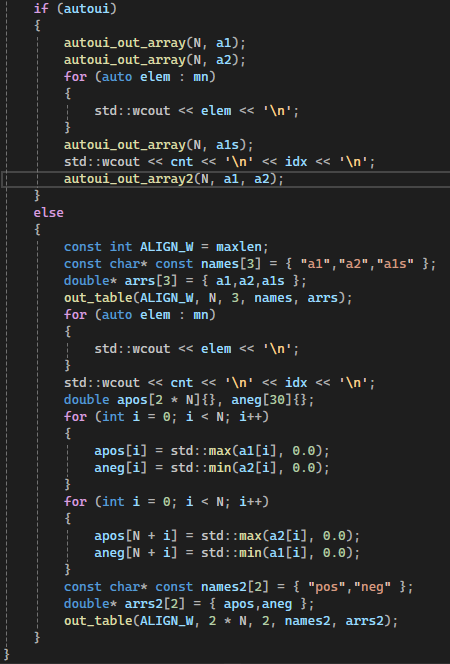 if (autoui)
{
autoui_out_array(N, a1);
autoui_out_array(N, a2);
for (auto elem : mn)
{
std::wcout << elem << '\n';
}
autoui_out_array(N, a1s);
std::wcout << cnt << '\n' << idx << '\n';
autoui_out_array2(N, a1, a2);
}
else
{
const int ALIGN_W = maxlen;
const char* const names[3] = { "a1","a2","a1s" };
double* arrs[3] = { a1,a2,a1s };
out_table(ALIGN_W, N, 3, names, arrs);
for (auto elem : mn)
{
std::wcout << elem << '\n';
}
std::wcout << cnt << '\n' << idx << '\n';
double apos[2 * N]{}, aneg[30]{};
for (int i = 0; i < N; i++)
{
apos[i] = std::max(a1[i], 0.0);
aneg[i] = std::min(a2[i], 0.0);
}
for (int i = 0; i < N; i++)
{
apos[N + i] = std::max(a2[i], 0.0);
aneg[N + i] = std::min(a1[i], 0.0);
}
const char* const names2[2] = { "pos","neg" };
double* arrs2[2] = { apos,aneg };
out_table(ALIGN_W, 2 * N, 2, names2, arrs2);
}
}